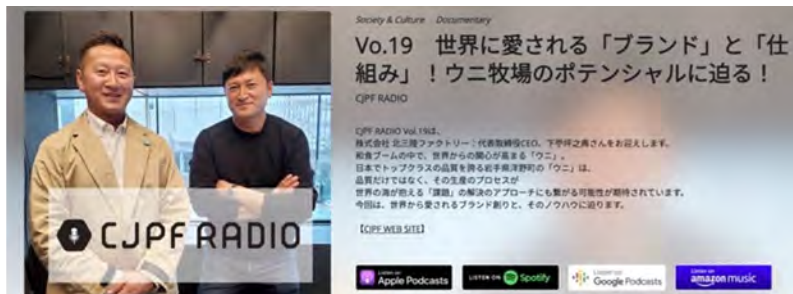 Society & Culture Documentary
Vo.19 世界に愛される「ブランド」と「仕
組み」！ウニ牧場のポテンシャルに迫る！
CJPF RADIO
CJPF RADIO Vol.19は、
株式会社 北三陸ファクトリー：代表取締役CEO、下苧坪之典さんをお迎えします。
和食ブームの中で、世界からの関心が高まる「ウニ」。
日本でトップクラスの品質を誇る岩手県洋野町の「ウニ」は、
品質だけではなく、その生産のプロセスが
世界の海が抱える「課題」の解決のアプローチにも繋がる可能性が期待されています。
今回は、世界から愛されるブランド創りと、そのノウハウに迫ります。
【CJPF WEB SITE】
CJPF RADIO
Listen on
Apple Podcasts
LISTEN ON Spotify
Listen on
Google Podcasts
Listen on
amazon music